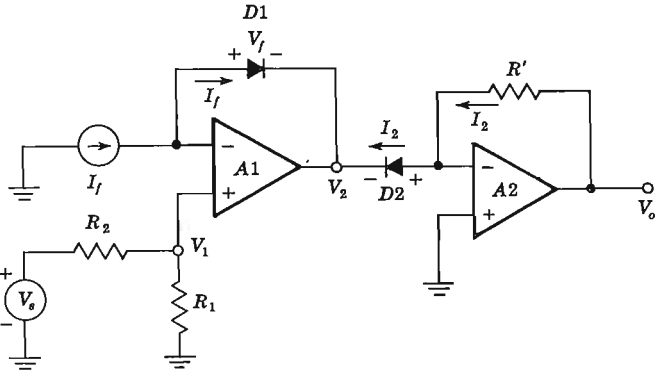 D1
+ V_f −
I_f
R'
I_2
I_2
−
A1
+
I_f
V_2
− D2 +
−
A2
+
V_o
R_2
V_1
+
V_s
−
R_1